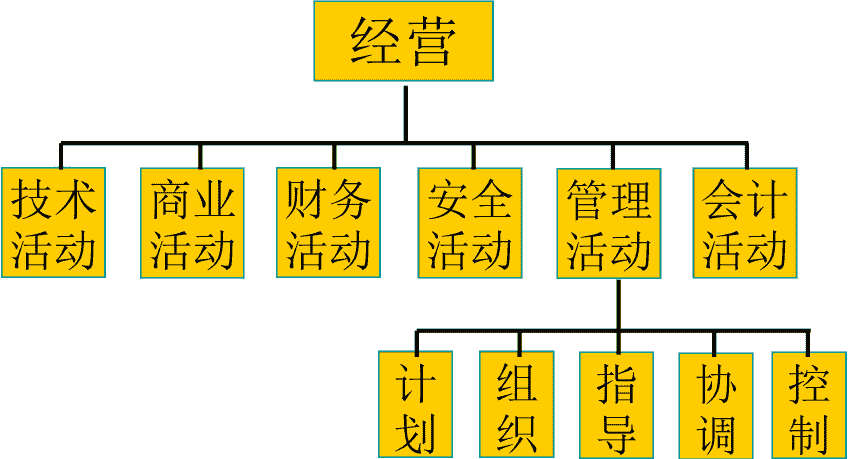 经营
技术
活动
商业
活动
财务
活动
安全
活动
管理
活动
会计
活动
计
划
组
织
指
导
协
调
控
制